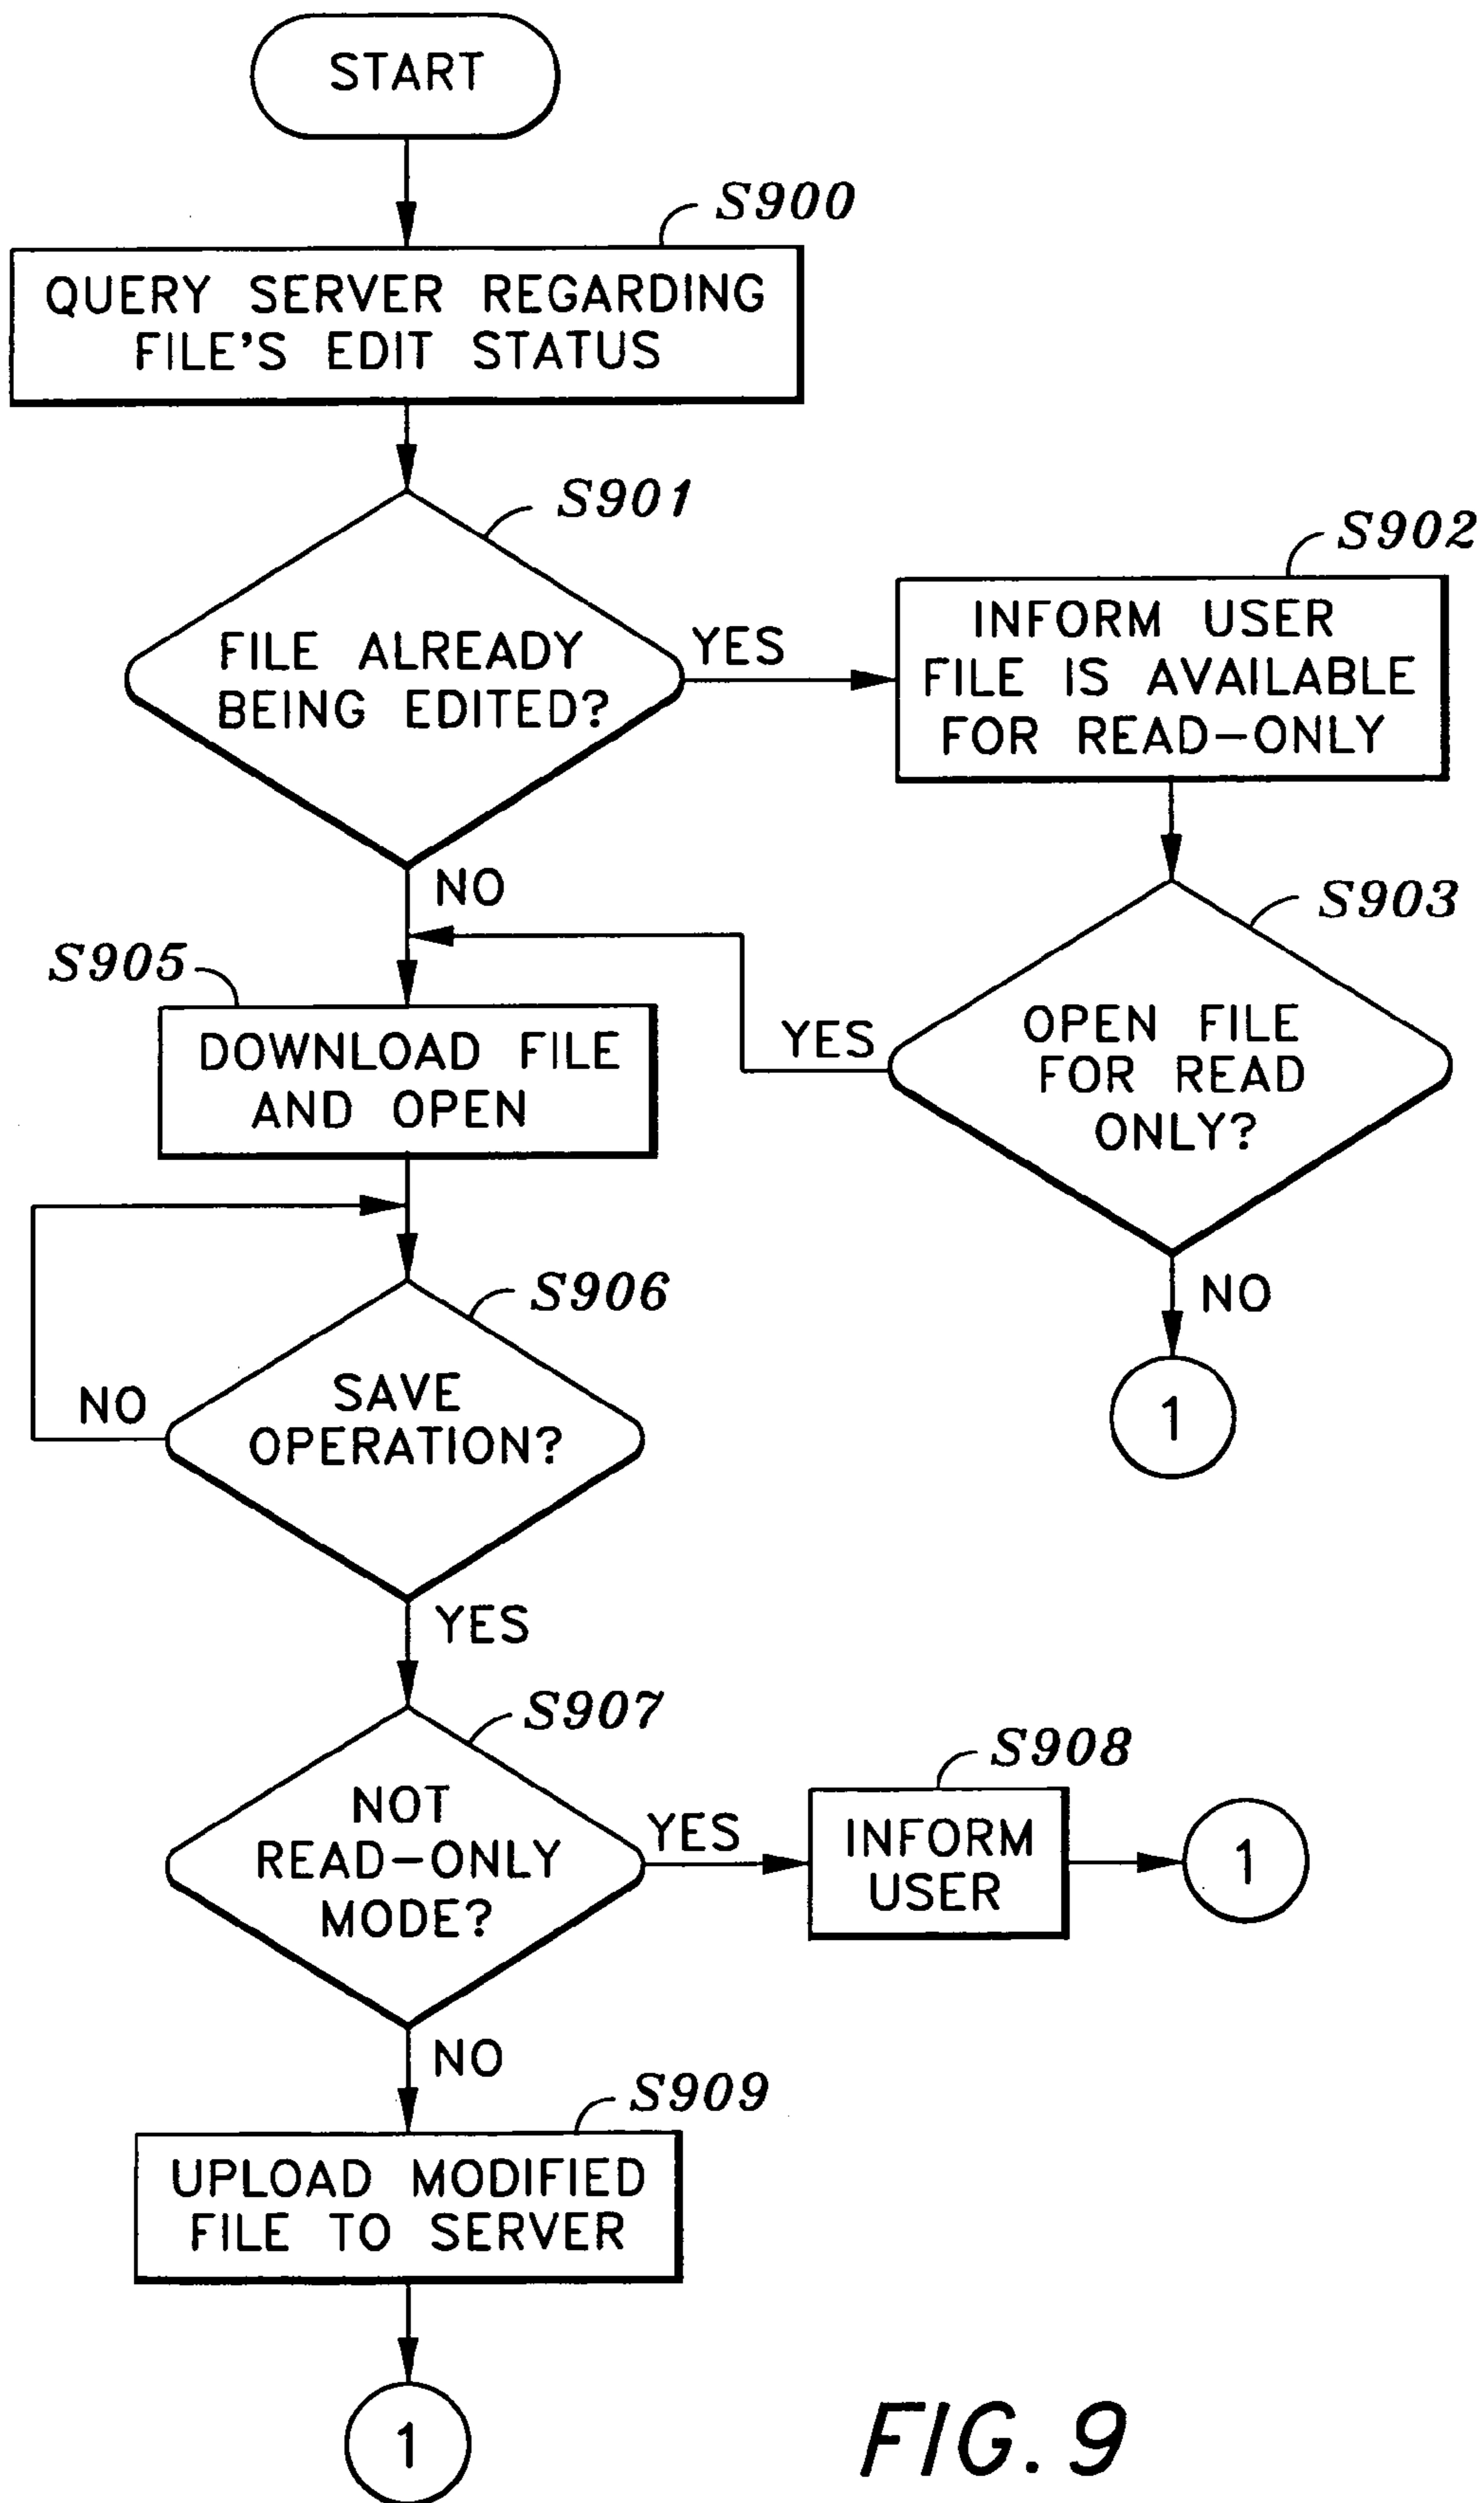 START
S900
QUERY SERVER REGARDING
FILE'S EDIT STATUS
S901
FILE ALREADY
BEING EDITED?
YES
NO
S902
INFORM USER
FILE IS AVAILABLE
FOR READ-ONLY
S903
OPEN FILE
FOR READ
ONLY?
YES
NO
1
S905
DOWNLOAD FILE
AND OPEN
S906
SAVE
OPERATION?
NO
YES
S907
NOT
READ-ONLY
MODE?
YES
S908
INFORM
USER
1
NO
S909
UPLOAD MODIFIED
FILE TO SERVER
1
FIG. 9